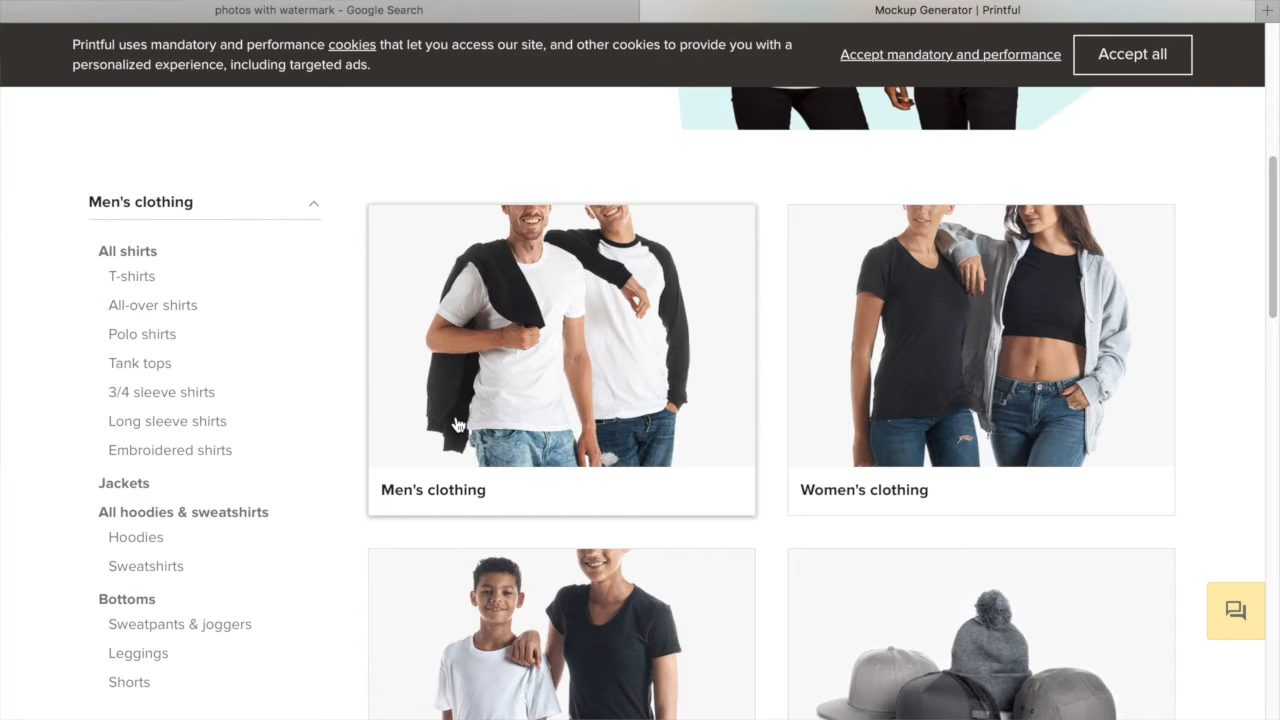 photos with watermark - Google Search
Mockup Generator | Printful
Printful uses mandatory and performance cookies that let you access our site, and other cookies to provide you with a
personalized experience, including targeted ads.
Accept mandatory and performance
Accept all
Men's clothing
All shirts
T-shirts
All-over shirts
Polo shirts
Tank tops
3/4 sleeve shirts
Long sleeve shirts
Embroidered shirts
Jackets
All hoodies & sweatshirts
Hoodies
Sweatshirts
Bottoms
Sweatpants & joggers
Leggings
Shorts
Men's clothing
Women's clothing